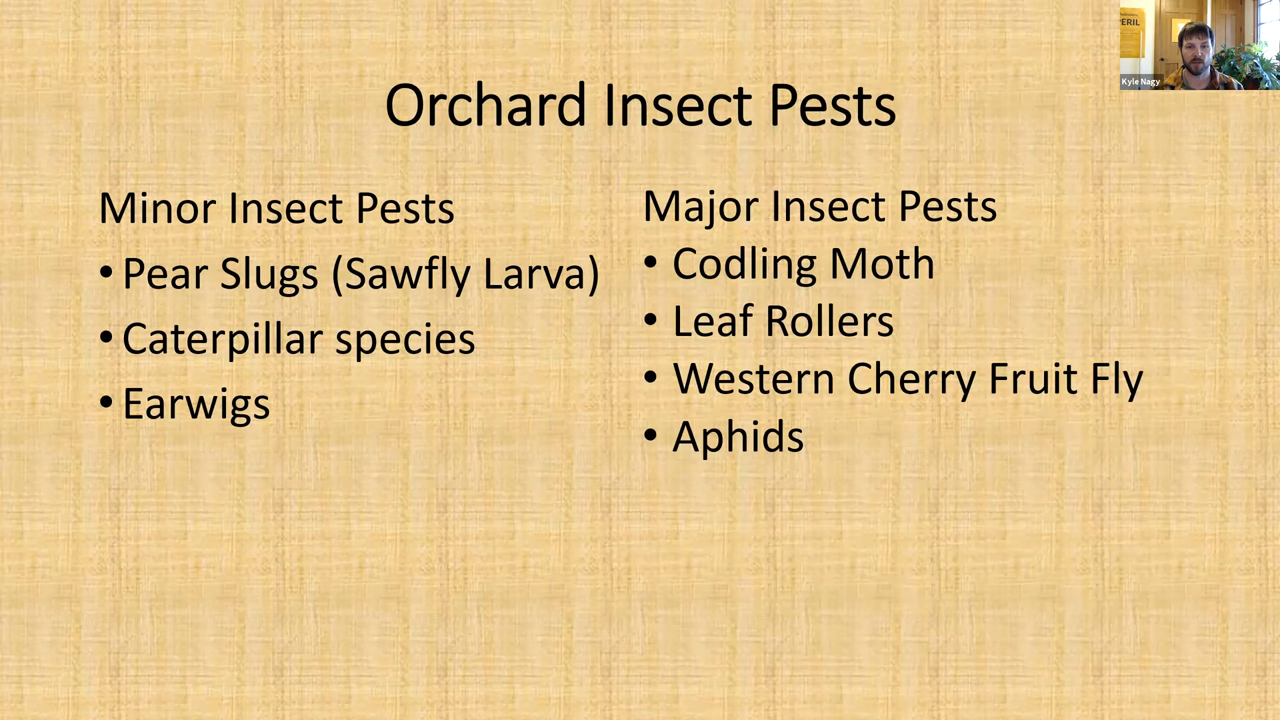 Orchard Insect Pests
Minor Insect Pests
• Pear Slugs (Sawfly Larva)
• Caterpillar species
• Earwigs
Major Insect Pests
• Codling Moth
• Leaf Rollers
• Western Cherry Fruit Fly
• Aphids
ERIL
Kyle Nagy